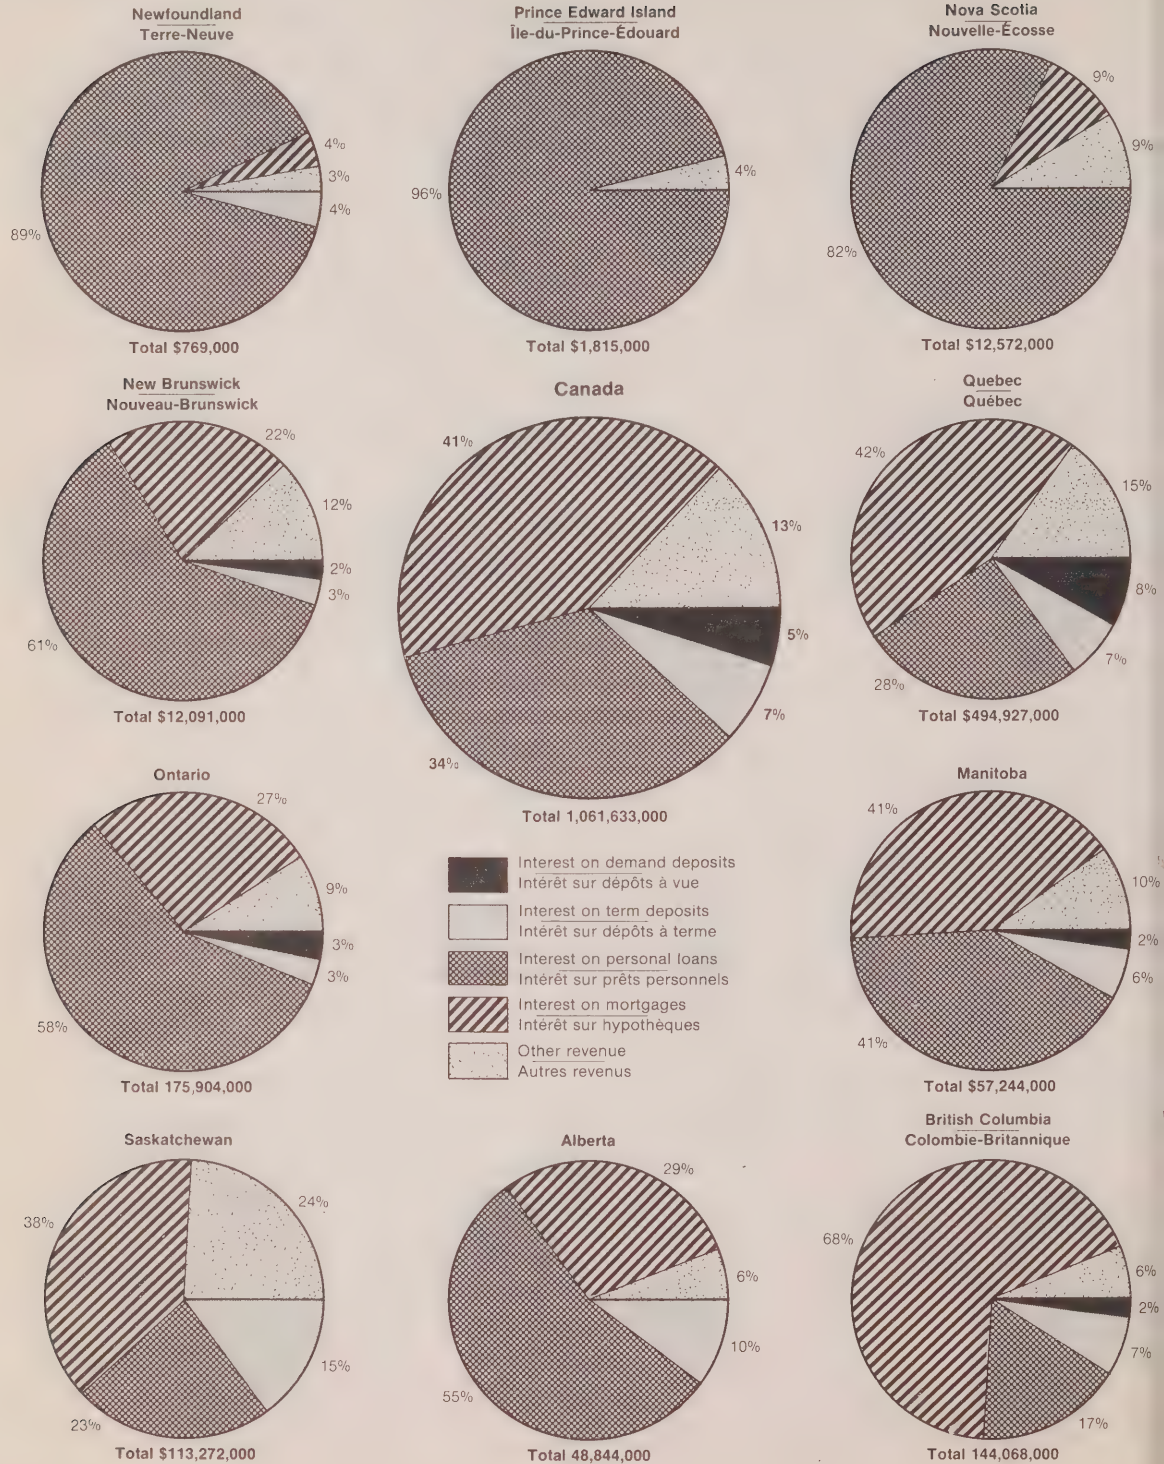 Newfoundland
Terre-Neuve
4%
3%
4%
89%
Total $769,000
Prince Edward Island
Île-du-Prince-Édouard
96%
4%
Total $1,815,000
Nova Scotia
Nouvelle-Écosse
9%
9%
82%
Total $12,572,000
New Brunswick
Nouveau-Brunswick
22%
12%
2%
3%
61%
Total $12,091,000
Canada
41%
13%
5%
7%
34%
Total 1,061,633,000
Quebec
Québec
42%
15%
8%
7%
28%
Total $494,927,000
Ontario
27%
9%
3%
3%
58%
Total 175,904,000
Interest on demand deposits
Intérêt sur dépôts à vue
Interest on term deposits
Intérêt sur dépôts à terme
Interest on personal loans
Intérêt sur prêts personnels
Interest on mortgages
Intérêt sur hypothèques
Other revenue
Autres revenus
Manitoba
41%
10%
2%
6%
41%
Total $57,244,000
Saskatchewan
38%
24%
15%
23%
Total $113,272,000
Alberta
29%
6%
10%
55%
Total 48,844,000
British Columbia
Colombie-Britannique
68%
6%
2%
7%
17%
Total 144,068,000